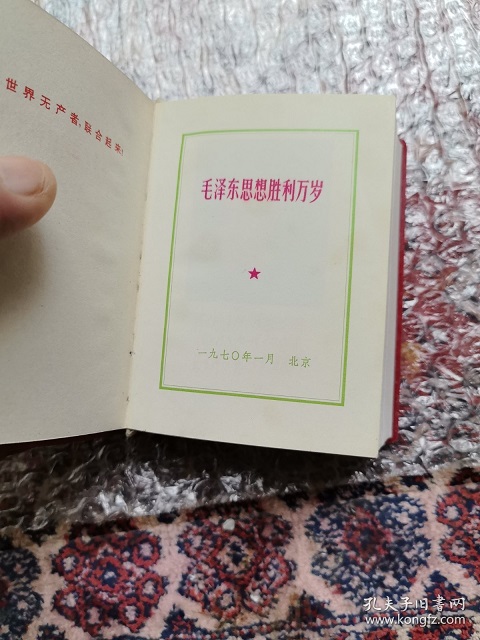 世界无产者，联合起来！
毛泽东思想胜利万岁
一九七〇年一月 北京
孔夫子旧书网
www.kongfz.com